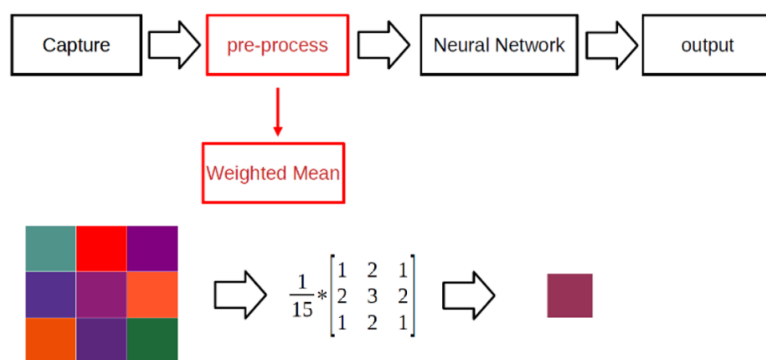 Capture pre-process Neural Network output
Weighted Mean
1 2 1
1/15 * 2 3 2
1 2 1